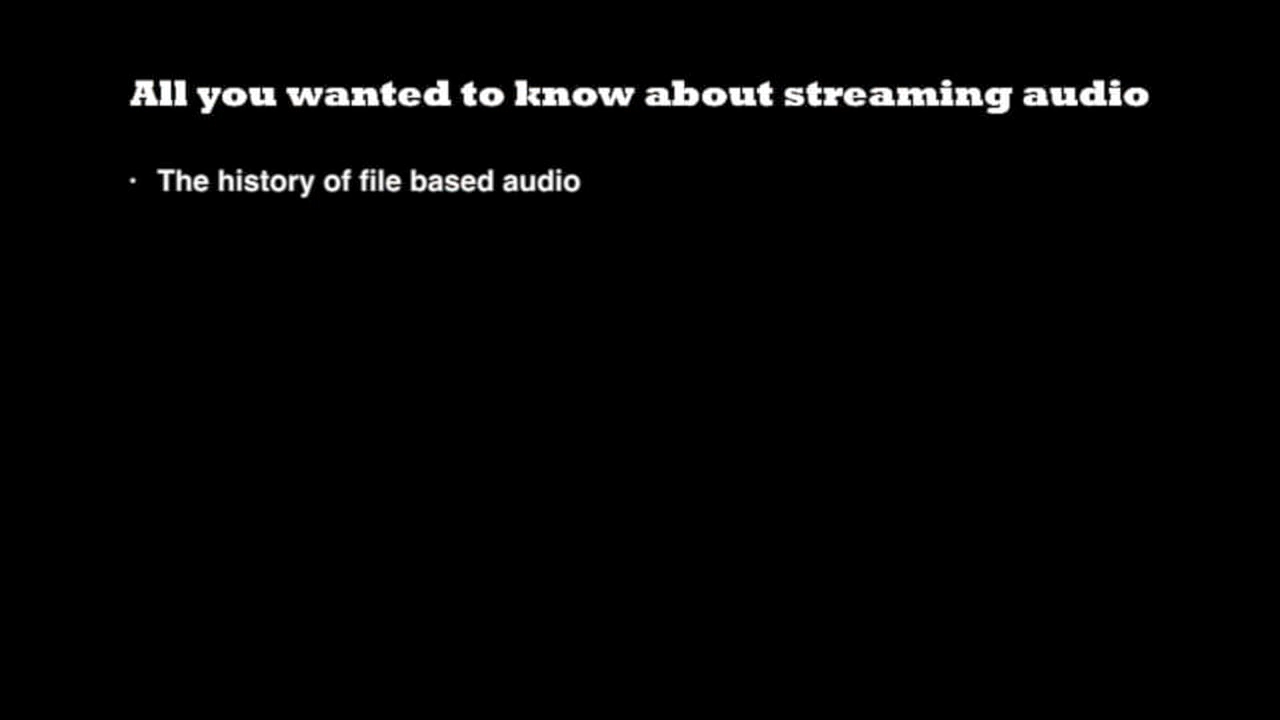 All you wanted to know about streaming audio
· The history of file based audio